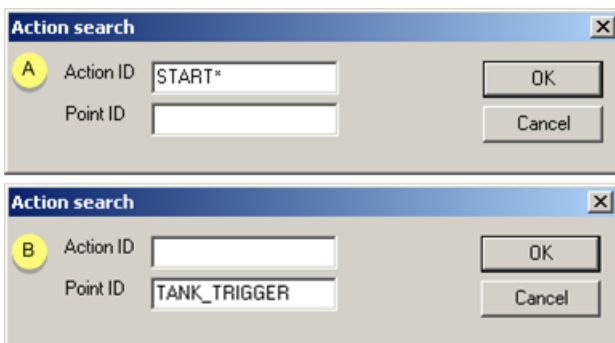 Action search
A Action ID START* OK
Point ID Cancel
Action search
B Action ID OK
Point ID TANK_TRIGGER Cancel